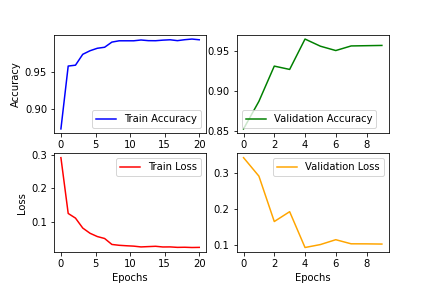 0.95
0.90
Accuracy
Train Accuracy
0 5 10 15 20
0.95
0.90
0.85
Validation Accuracy
0 2 4 6 8
0.3
0.2
0.1
Loss
Train Loss
0 5 10 15 20
Epochs
0.3
0.2
0.1
Validation Loss
0 2 4 6 8
Epochs